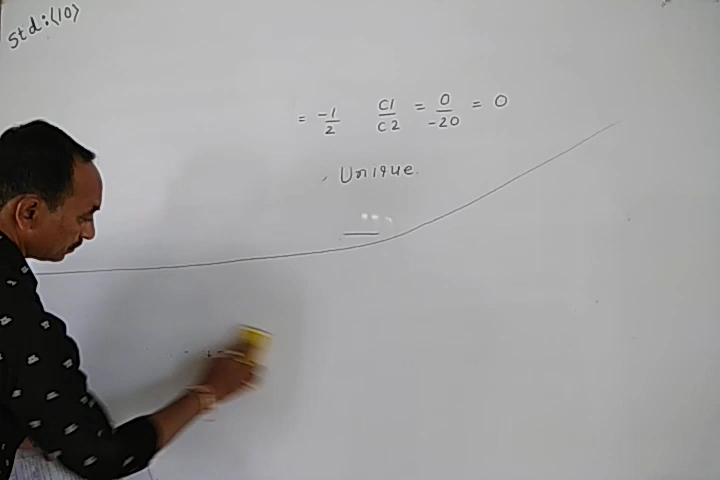 Std:(10)
= -1/2 C1/C2 = 0/-20 = 0
Unique.